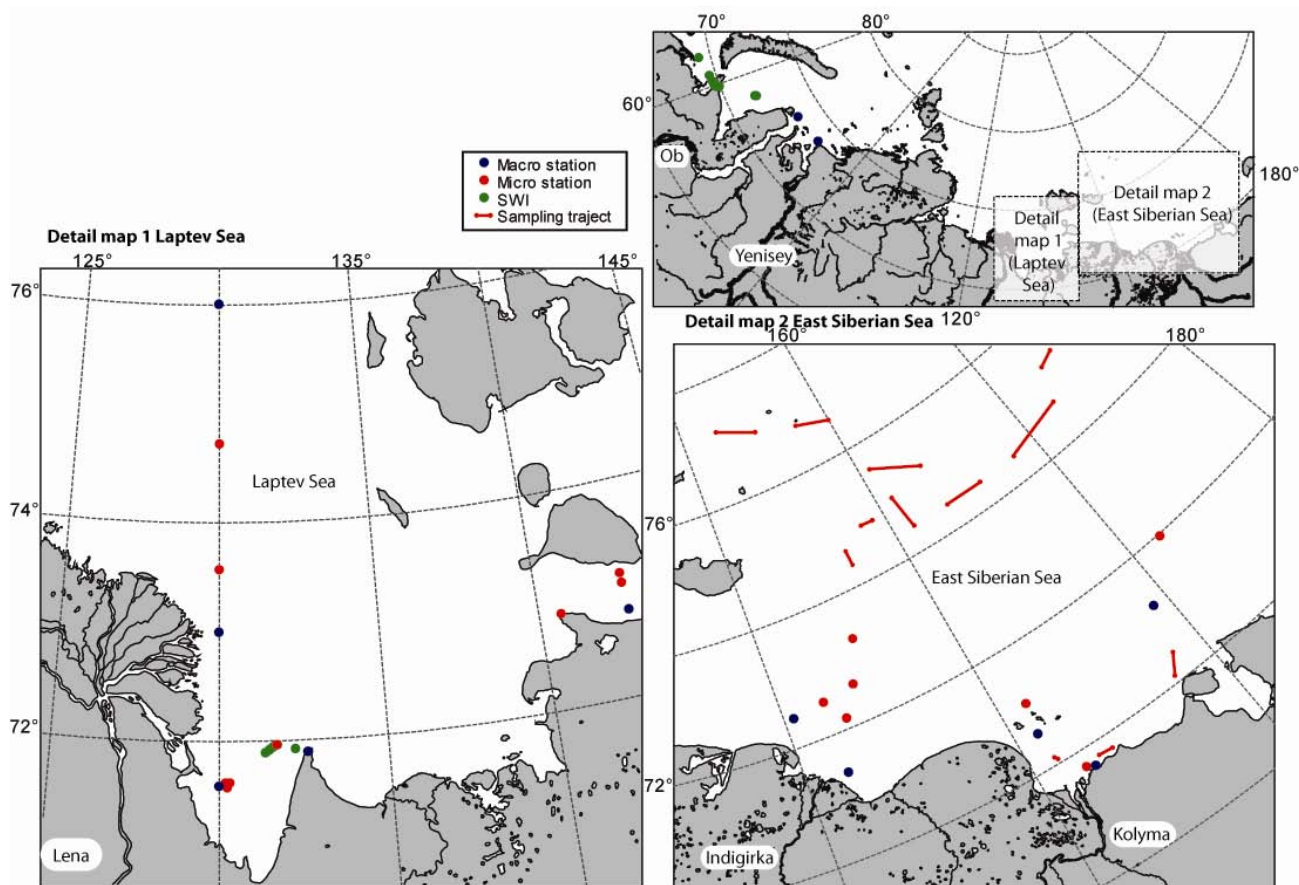 70°
80°
60°
Ob
Yenisey
180°
Detail map 2
(East Siberian Sea)
Detail
map 1
(Laptev
Sea)
120°
Macro station
Micro station
SWI
Sampling traject
Detail map 1 Laptev Sea
125°
135°
145°
76°
74°
72°
Laptev Sea
Lena
Detail map 2 East Siberian Sea
160°
180°
76°
72°
East Siberian Sea
Indigirka
Kolyma